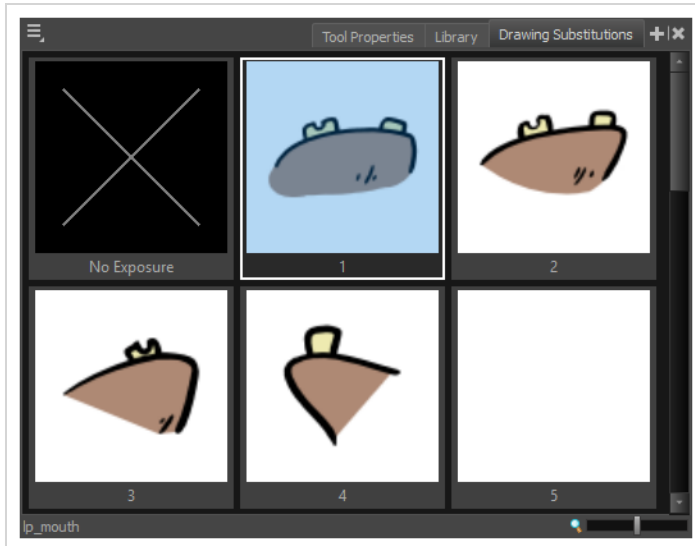 Tool Properties Library Drawing Substitutions
No Exposure 1 2
3 4 5
lp_mouth